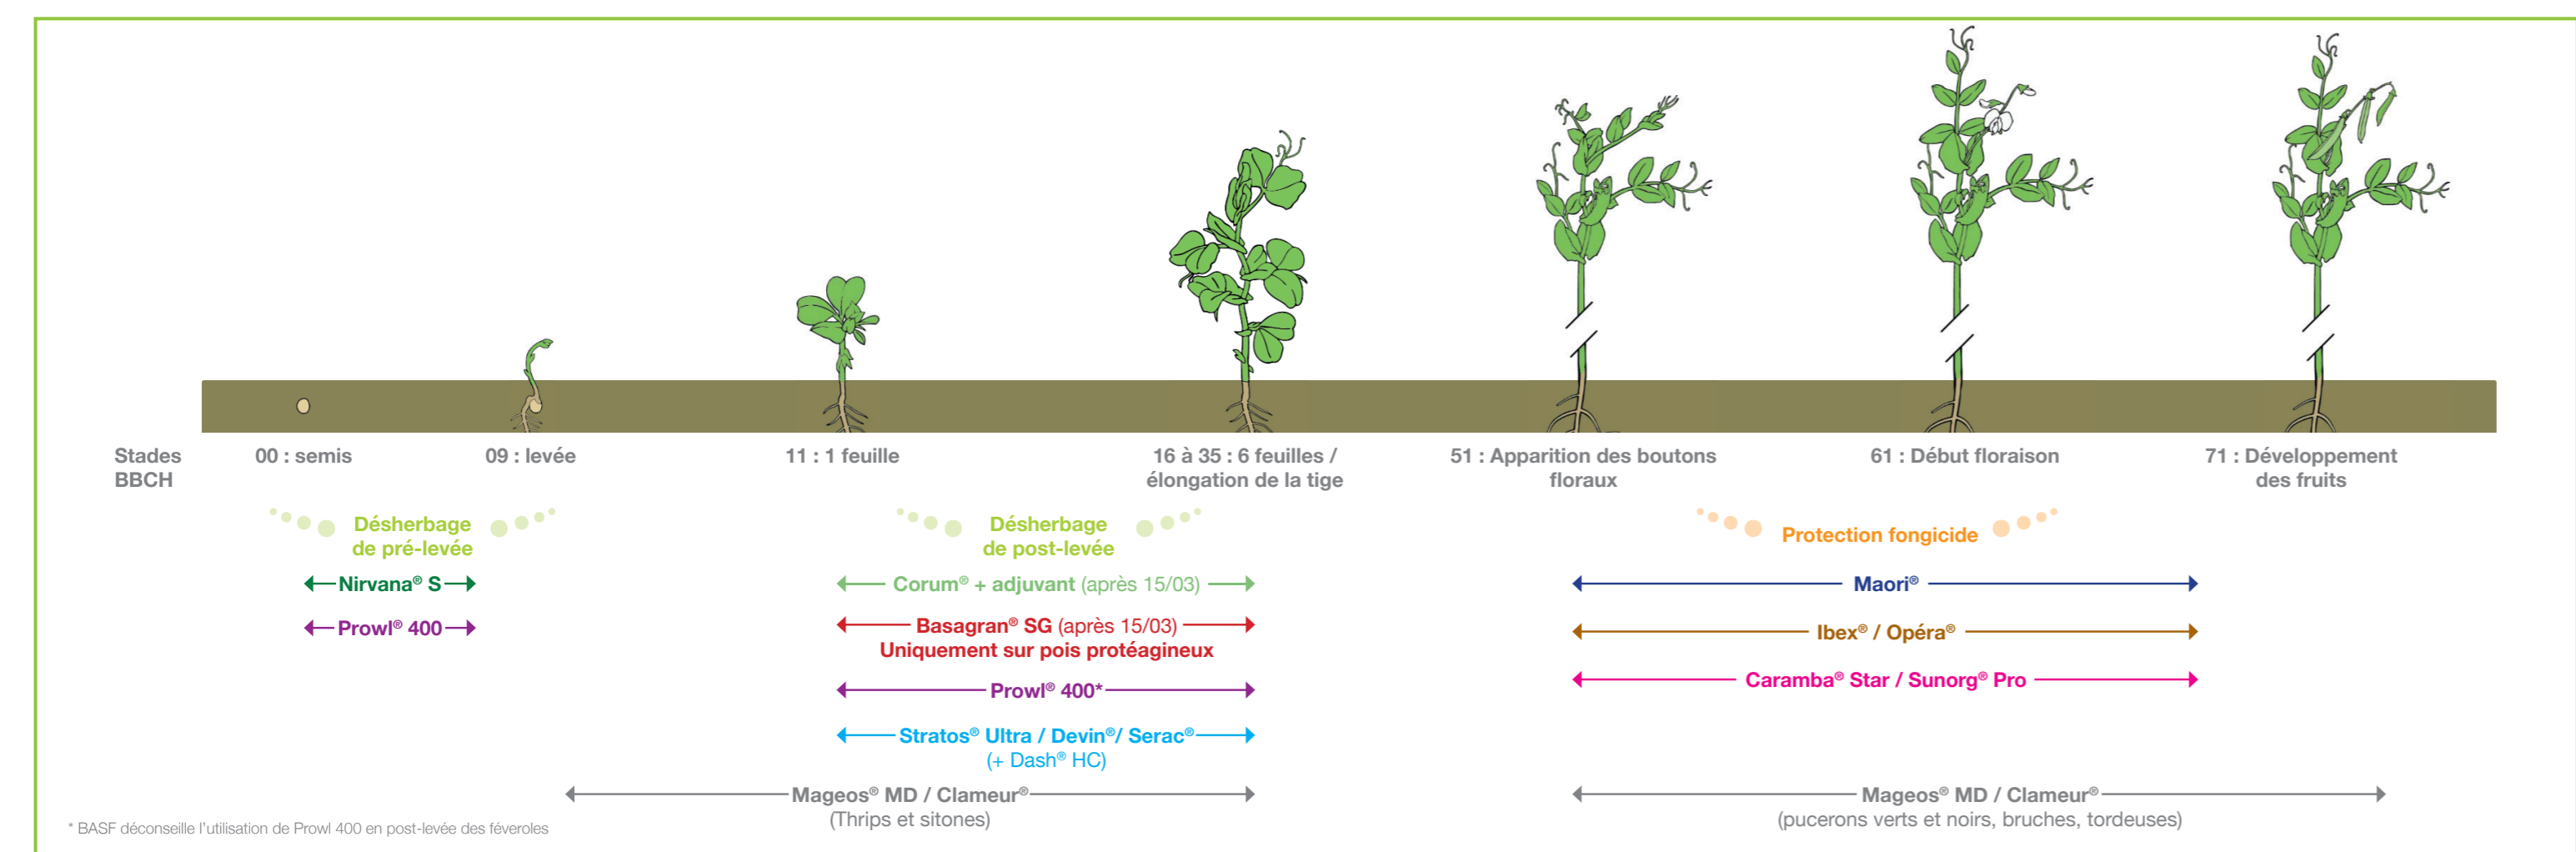 Stades
BBCH
00 : semis
09 : levée
11 : 1 feuille
16 à 35 : 6 feuilles /
élongation de la tige
51 : Apparition des boutons
floraux
61 : Début floraison
71 : Développement
des fruits
Désherbage
de pré-levée
Désherbage
de post-levée
Protection fongicide
Nirvana® S
Corum® + adjuvant (après 15/03)
Maori®
Prowl® 400
Basagran® SG (après 15/03)
Uniquement sur pois protéagineux
Ibex® / Opéra®
Prowl® 400*
Caramba® Star / Sunorg® Pro
Stratos® Ultra / Devin®/ Serac®
(+ Dash® HC)
Mageos® MD / Clameur®
(Thrips et sitones)
Mageos® MD / Clameur®
(pucerons verts et noirs, bruches, tordeuses)
* BASF déconseille l'utilisation de Prowl 400 en post-levée des féveroles